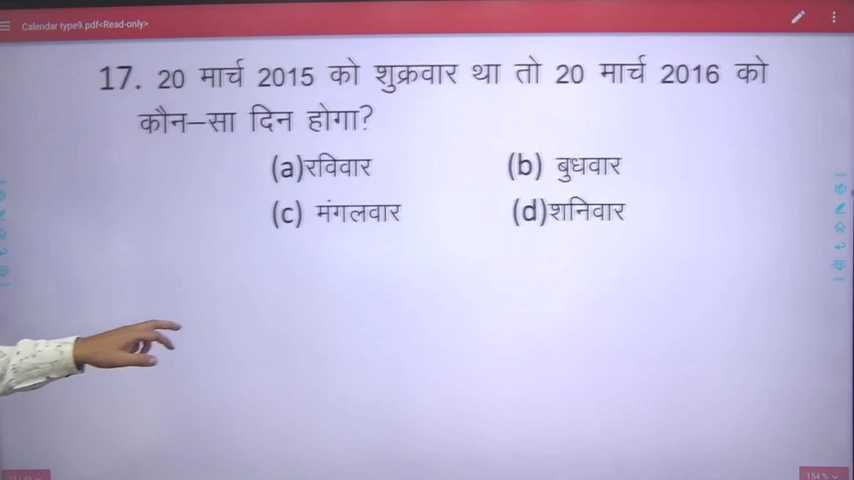 Calendar type9.pdf<Read-only>
17. 20 मार्च 2015 को शुक्रवार था तो 20 मार्च 2016 को
कौन–सा दिन होगा?
(a)रविवार (b) बुधवार
(c) मंगलवार (d)शनिवार
154 %